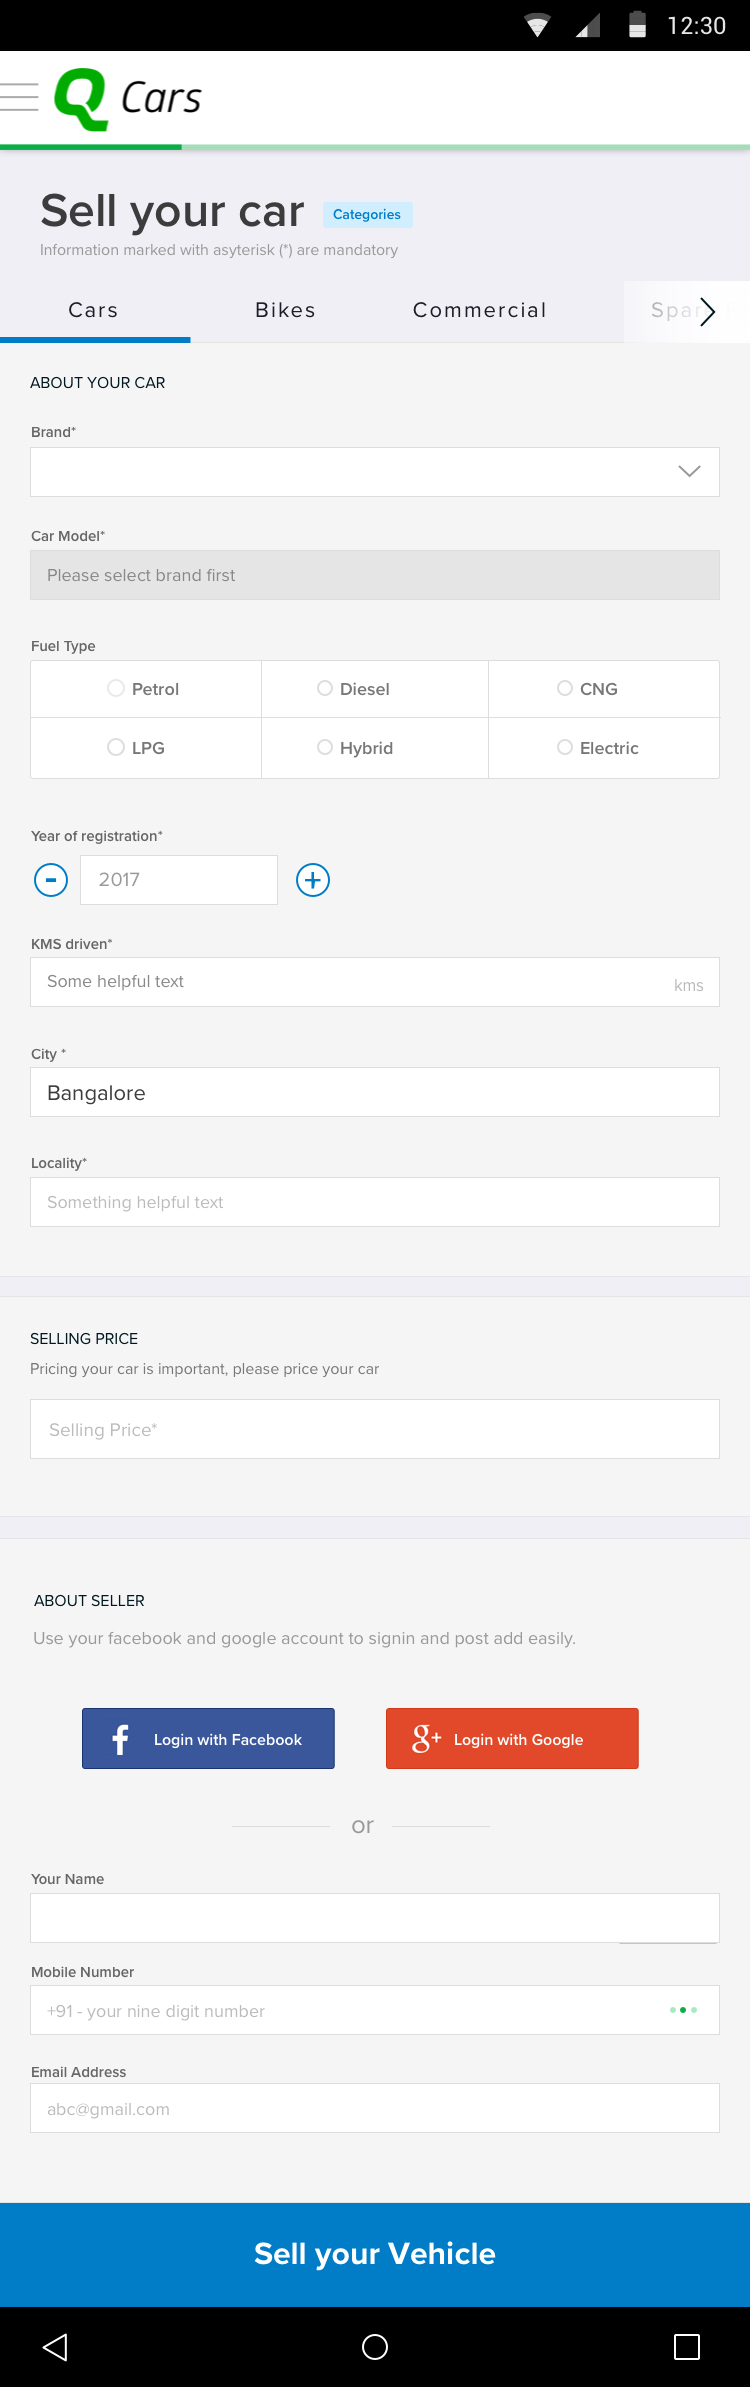 12:30
Q Cars
Sell your car Categories
Information marked with asyterisk (*) are mandatory
Cars Bikes Commercial Spar
ABOUT YOUR CAR
Brand*
Car Model*
Please select brand first
Fuel Type
Petrol Diesel CNG
LPG Hybrid Electric
Year of registration*
2017
KMS driven*
Some helpful text kms
City *
Bangalore
Locality*
Something helpful text
SELLING PRICE
Pricing your car is important, please price your car
Selling Price*
ABOUT SELLER
Use your facebook and google account to signin and post add easily.
f Login with Facebook g+ Login with Google
or
Your Name
Mobile Number
+91 - your nine digit number
Email Address
abc@gmail.com
Sell your Vehicle